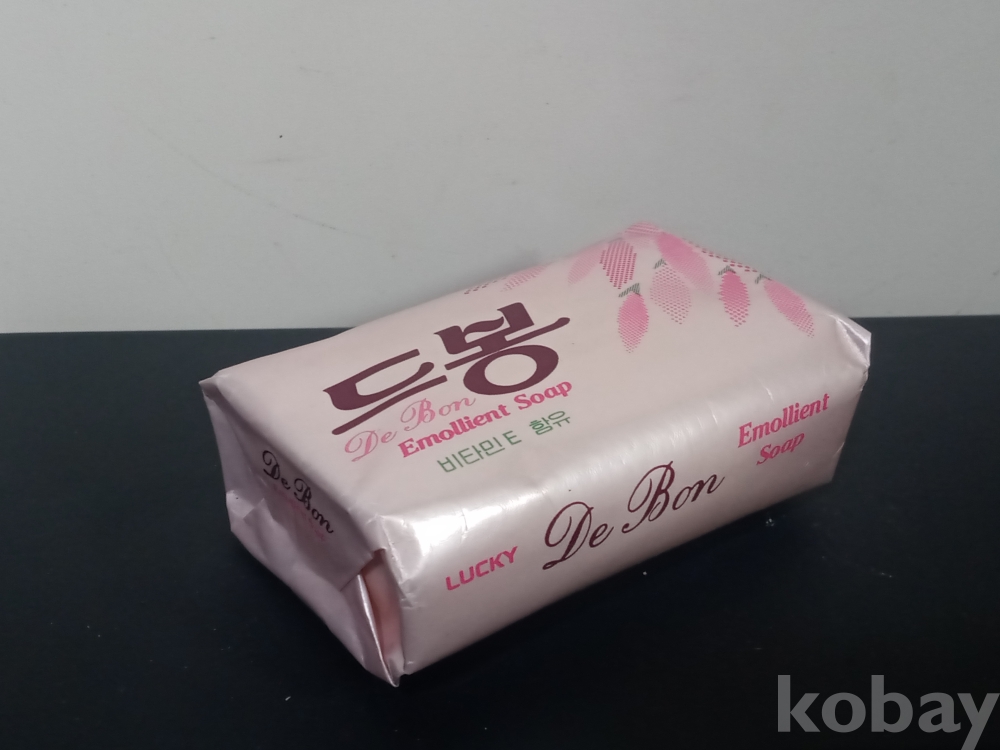 드봉
De Bon
Emollient Soap
비타민 E 함유
De Bon
LUCKY
De Bon
Emollient
Soap
kobay